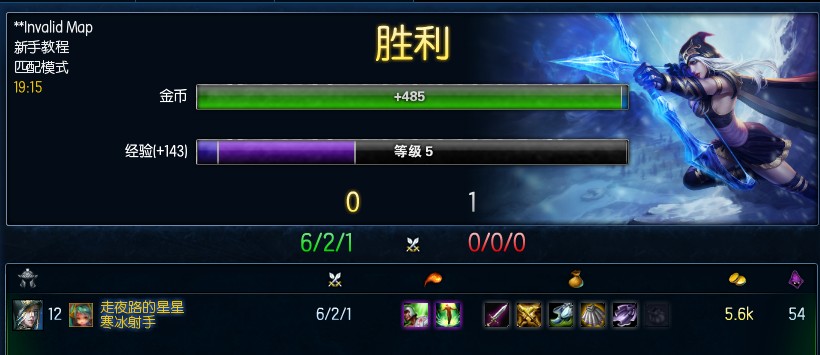 **Invalid Map
新手教程
匹配模式
19:15
胜利
金币
+485
经验(+143)
等级 5
0 1
6/2/1 0/0/0
12 走夜路的星星 6/2/1 5.6k 54
寒冰射手